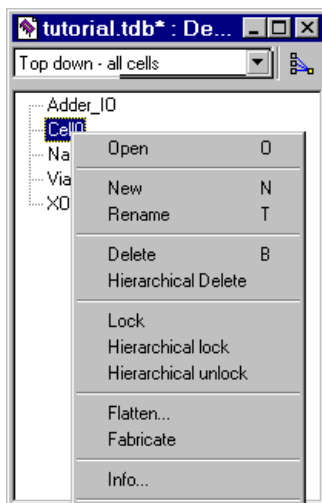 tutorial.tdb* : De...
Top down - all cells
Adder_IO
Cell0
Na
Via
XO
Open O
New N
Rename T
Delete B
Hierarchical Delete
Lock
Hierarchical lock
Hierarchical unlock
Flatten...
Fabricate
Info...